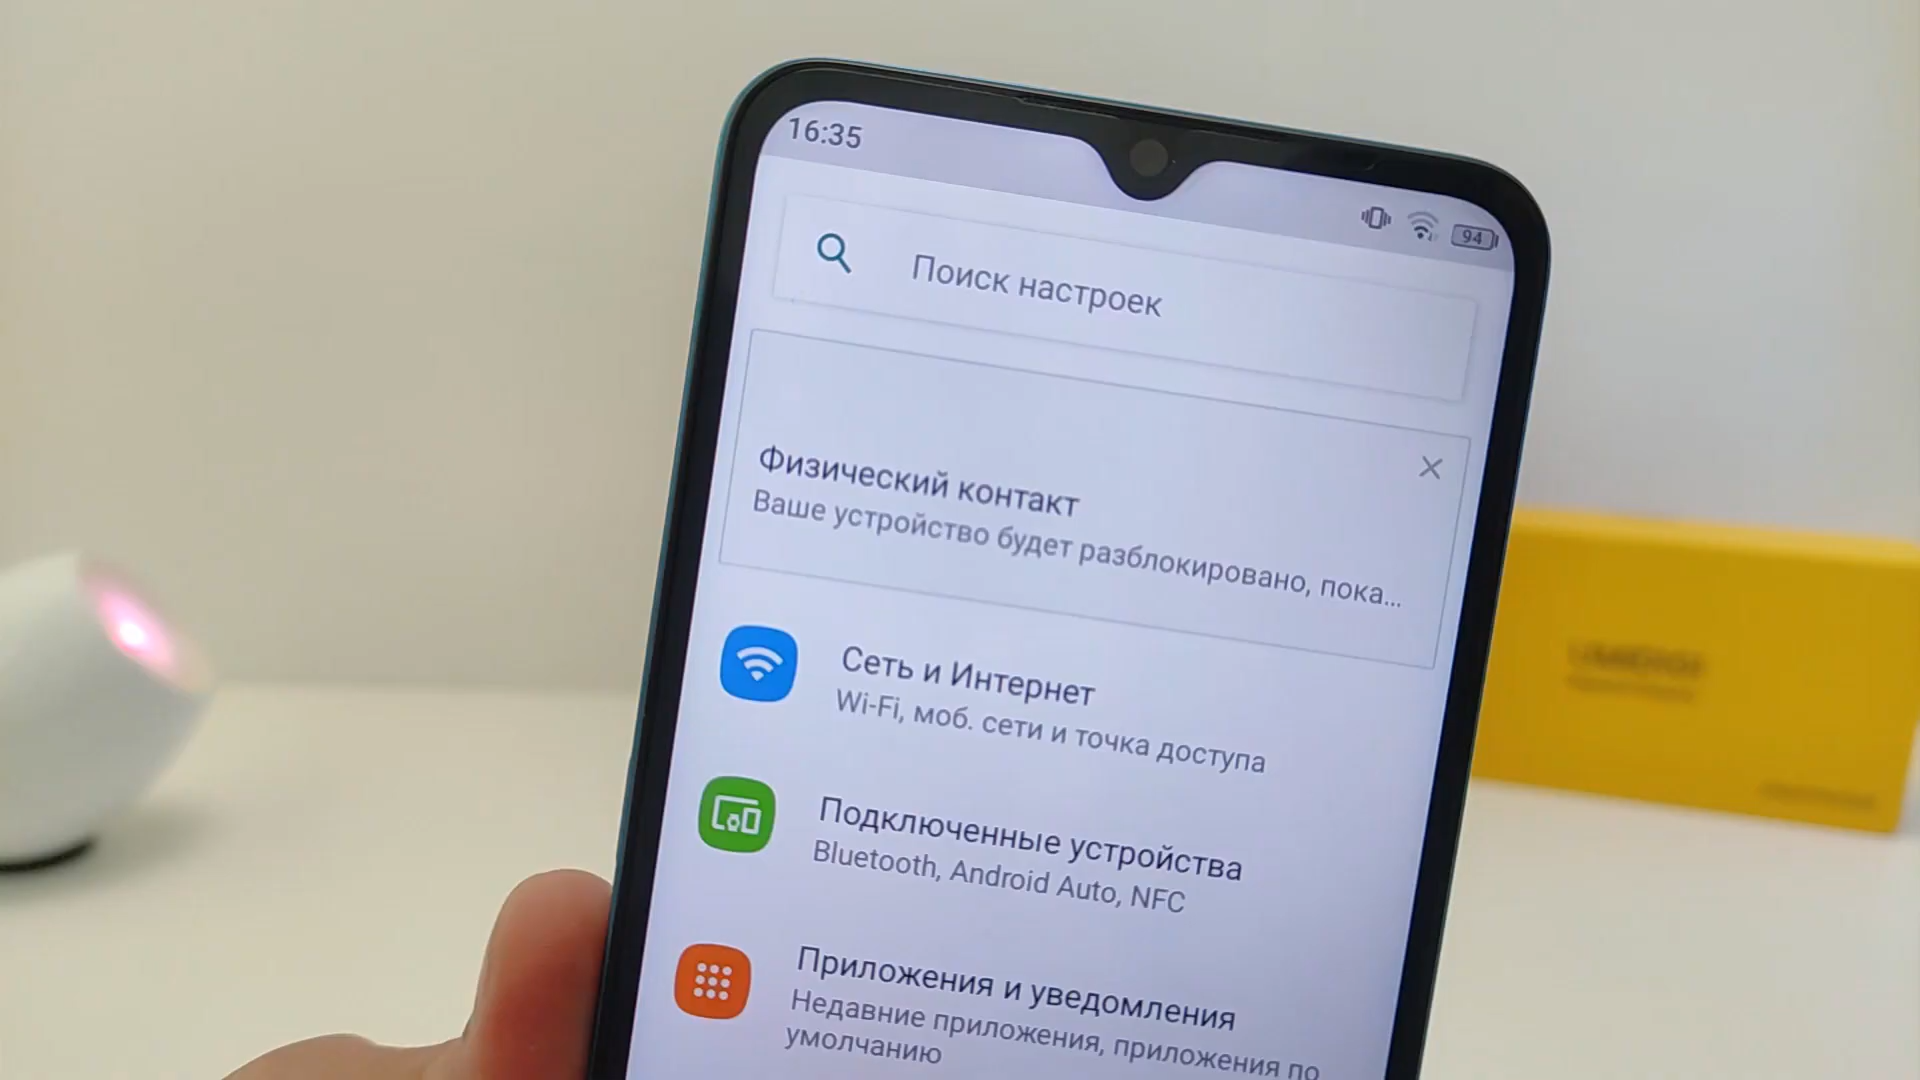 16:35
94
Поиск настроек
Физический контакт
Ваше устройство будет разблокировано, пока...
Сеть и Интернет
Wi-Fi, моб. сети и точка доступа
Подключенные устройства
Bluetooth, Android Auto, NFC
Приложения и уведомления
Недавние приложения, приложения по
умолчанию
UMIDIGI